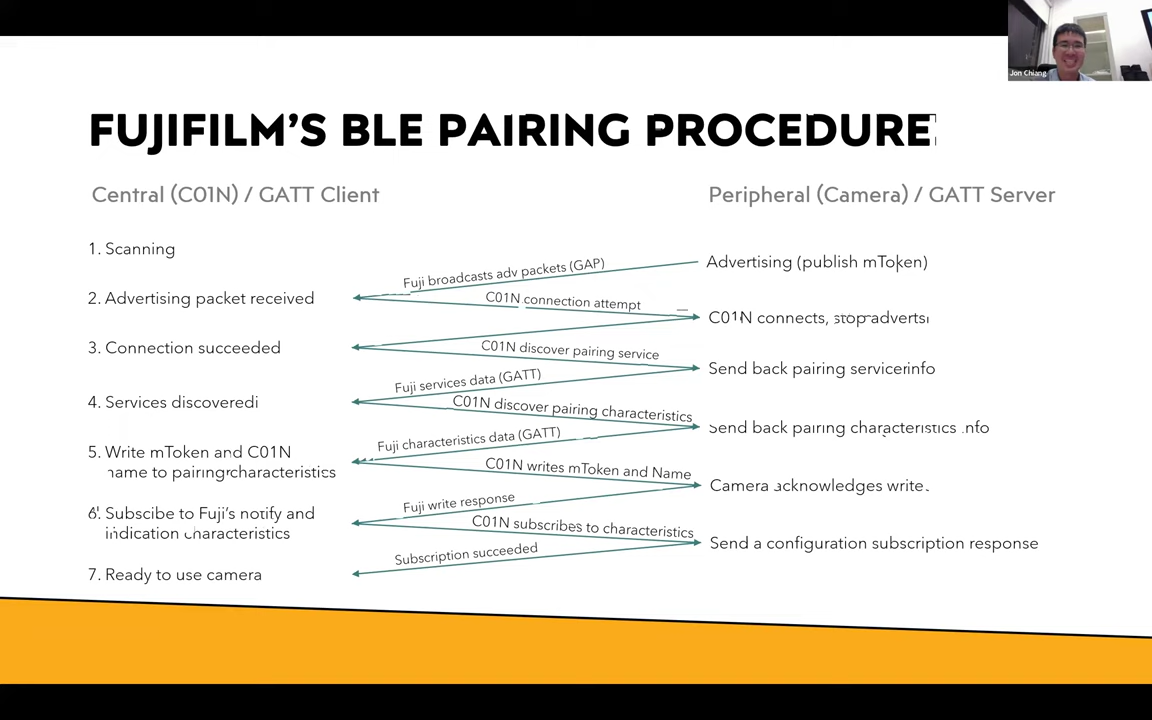 Jon Chiang
FUJIFILM'S BLE PAIRING PROCEDURE
Central (C01N) / GATT Client
Peripheral (Camera) / GATT Server
1. Scanning
Advertising (publish mToken)
Fuji broadcasts adv packets (GAP)
2. Advertising packet received
C01N connection attempt
C01N connects, stop advertsi
3. Connection succeeded
C01N discover pairing service
Send back pairing service info
Fuji services data (GATT)
4. Services discovered
C01N discover pairing characteristics
Send back pairing characteristics info
Fuji characteristics data (GATT)
5. Write mToken and C01N
name to pairing characteristics
C01N writes mToken and Name
Camera acknowledges write
Fuji write response
6. Subscibe to Fuji's notify and
indication characteristics
C01N subscribes to characteristics
Send a configuration subscription response
Subscription succeeded
7. Ready to use camera